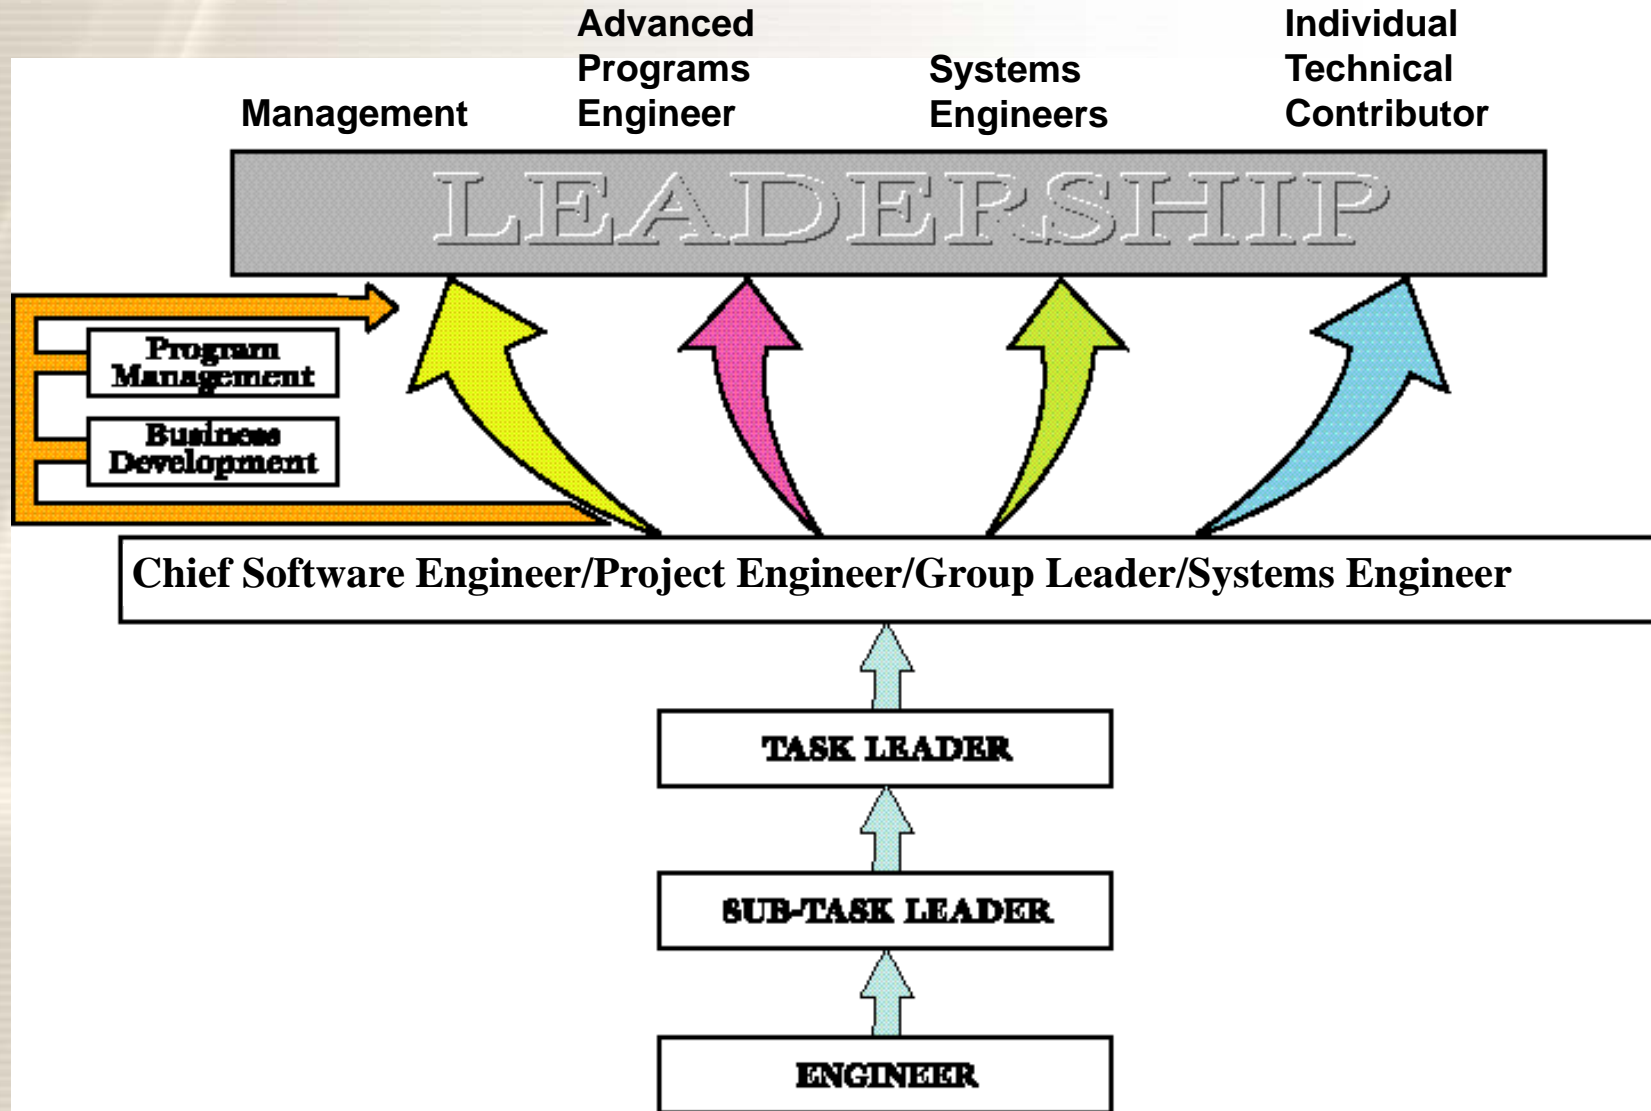 Advanced
Programs
Engineer
Individual
Technical
Contributor
Systems
Engineers
Management
LEADERSHIP
Program
Management
Business
Development
Chief Software Engineer/Project Engineer/Group Leader/Systems Engineer
TASK LEADER
SUB-TASK LEADER
ENGINEER